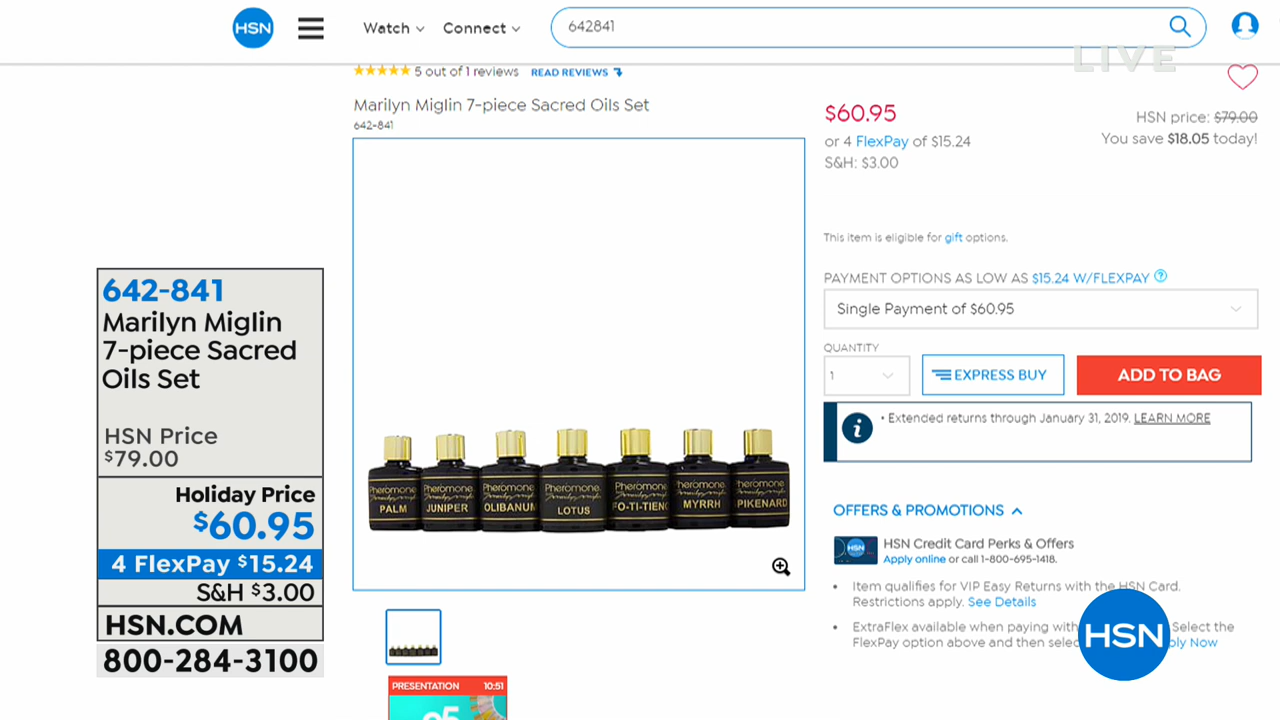 HSN
Watch
Connect
642841
LIVE
5 out of 1 reviews READ REVIEWS
Marilyn Miglin 7-piece Sacred Oils Set
642-841
$60.95
HSN price: $79.00
or 4 FlexPay of $15.24
You save $18.05 today!
S&H: $3.00
This item is eligible for gift options.
PAYMENT OPTIONS AS LOW AS $15.24 W/FLEXPAY ?
Single Payment of $60.95
QUANTITY
1
EXPRESS BUY
ADD TO BAG
• Extended returns through January 31, 2019. LEARN MORE
OFFERS & PROMOTIONS
HSN
HSN Credit Card Perks & Offers
Apply online or call 1-800-695-1418.
• Item qualifies for VIP Easy Returns with the HSN Card.
Restrictions apply. See Details
• ExtraFlex available when paying with Select the
FlexPay option above and then Now
HSN
642-841
Marilyn Miglin
7-piece Sacred
Oils Set
HSN Price
$79.00
Holiday Price
$60.95
4 FlexPay $15.24
S&H $3.00
HSN.COM
800-284-3100
Pheromone
PALM
Pheromone
JUNIPER
Pheromone
OLIBANUM
Pheromone
LOTUS
Pheromone
FO-TI-TIENG
Pheromone
MYRRH
Pheromone
PIKENARD
PRESENTATION 10:51